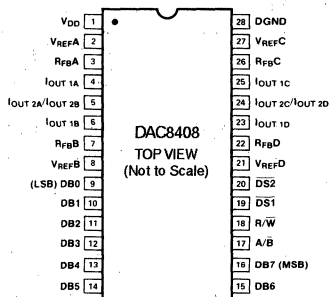 VDD 1
VREFA 2
RFBA 3
IOUT 1A 4
IOUT 2A/IOUT 2B 5
IOUT 1B 6
RFBB 7
VREFB 8
(LSB) DB0 9
DB1 10
DB2 11
DB3 12
DB4 13
DB5 14
DAC8408
TOP VIEW
(Not to Scale)
28 DGND
27 VREFC
26 RFBC
25 IOUT 1C
24 IOUT 2C/IOUT 2D
23 IOUT 1D
22 RFBD
21 VREFD
20 D̅S̅2̅
19 D̅S̅1̅
18 R/W̅
17 A/B̅
16 DB7 (MSB)
15 DB6